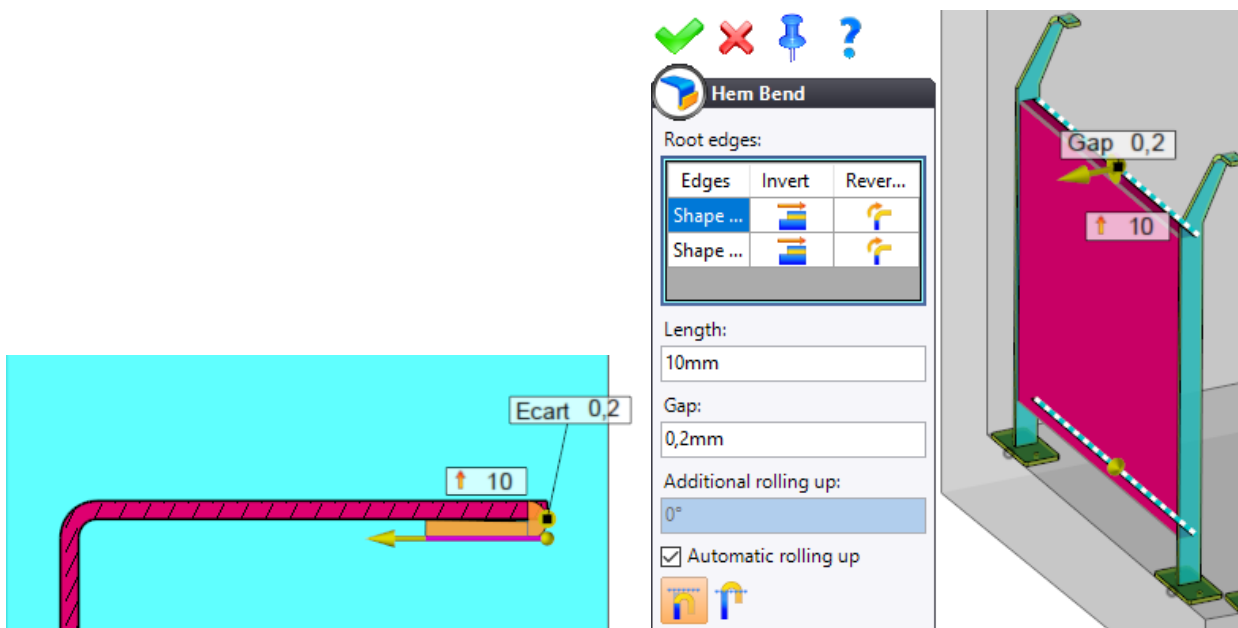 Ecart 0,2
10
?
Hem Bend
Root edges:
Edges Invert Rever...
Shape ...
Shape ...
Length:
10mm
Gap:
0,2mm
Additional rolling up:
0°
Automatic rolling up
Gap 0,2
10